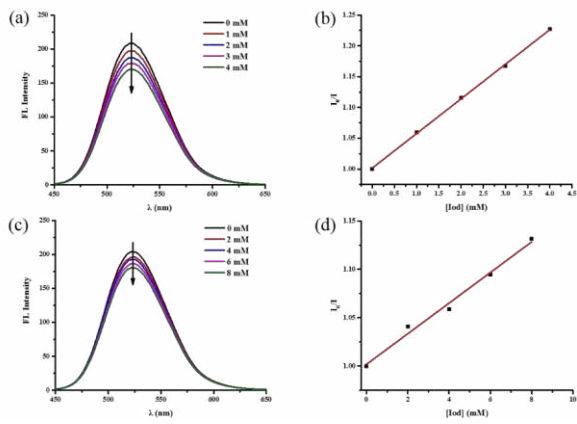 (a)
250
200
150
100
50
0
FL Intensity
0 mM
1 mM
2 mM
3 mM
4 mM
450 500 550 600 650
λ (nm)
(b)
1.25
1.20
1.15
1.10
1.05
1.00
I₀/I
0.0 0.5 1.0 1.5 2.0 2.5 3.0 3.5 4.0 4.5
[Iod] (mM)
(c)
250
200
150
100
50
0
FL Intensity
0 mM
2 mM
4 mM
6 mM
8 mM
450 500 550 600 650
λ (nm)
(d)
1.15
1.10
1.05
1.00
I₀/I
0 2 4 6 8 10
[Iod] (mM)